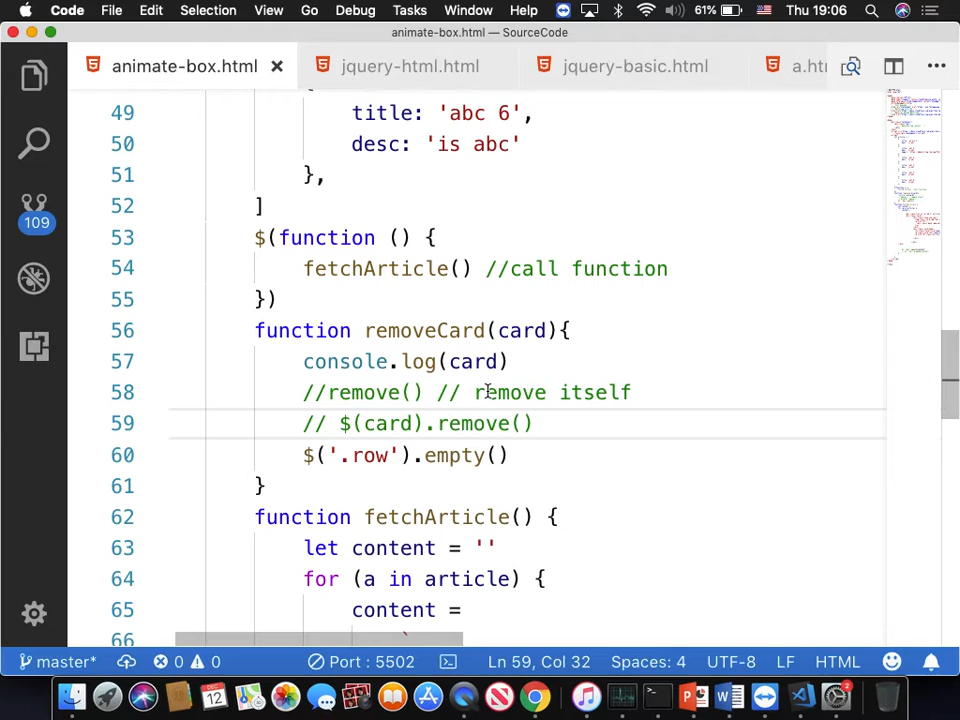 Code File Edit Selection View Go Debug Tasks Window Help 61% Thu 19:06
animate-box.html — SourceCode
animate-box.html jquery-html.html jquery-basic.html
49 title: 'abc 6',
50 desc: 'is abc'
51 },
52 ]
53 $(function () {
54 fetchArticle() //call function
55 })
56 function removeCard(card){
57 console.log(card)
58 //remove() // remove itself
59 // $(card).remove()
60 $('.row').empty()
61 }
62 function fetchArticle() {
63 let content = ''
64 for (a in article) {
65 content =
66 `
109
master* 0 0 Port : 5502 Ln 59, Col 32 Spaces: 4 UTF-8 LF HTML
12
2